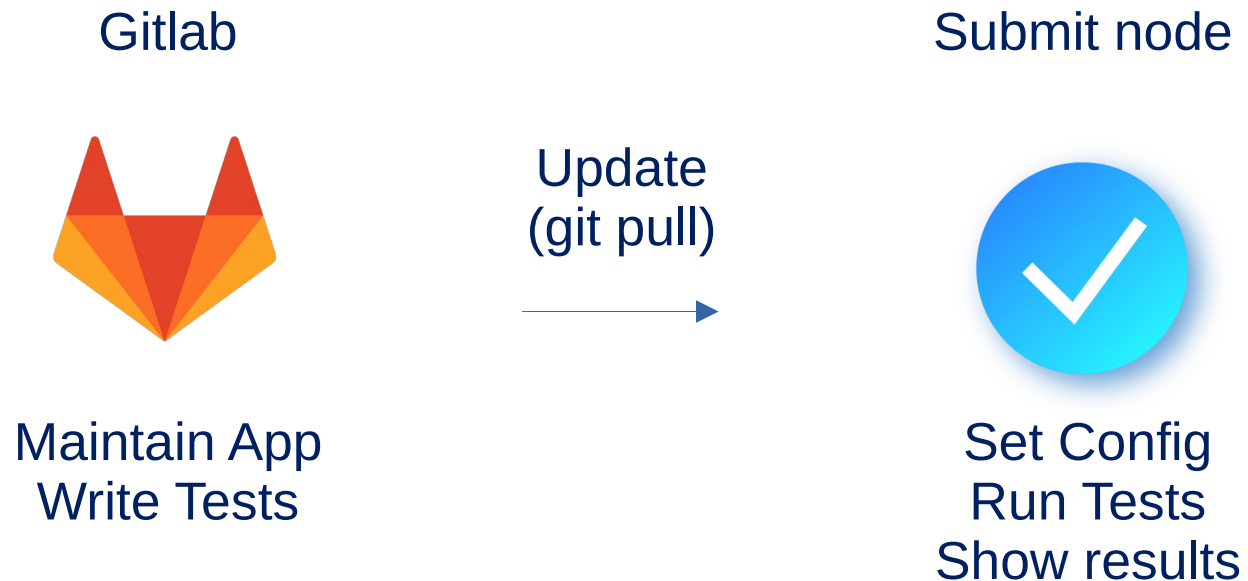 Gitlab
Submit node
Update
(git pull)
Maintain App
Write Tests
Set Config
Run Tests
Show results